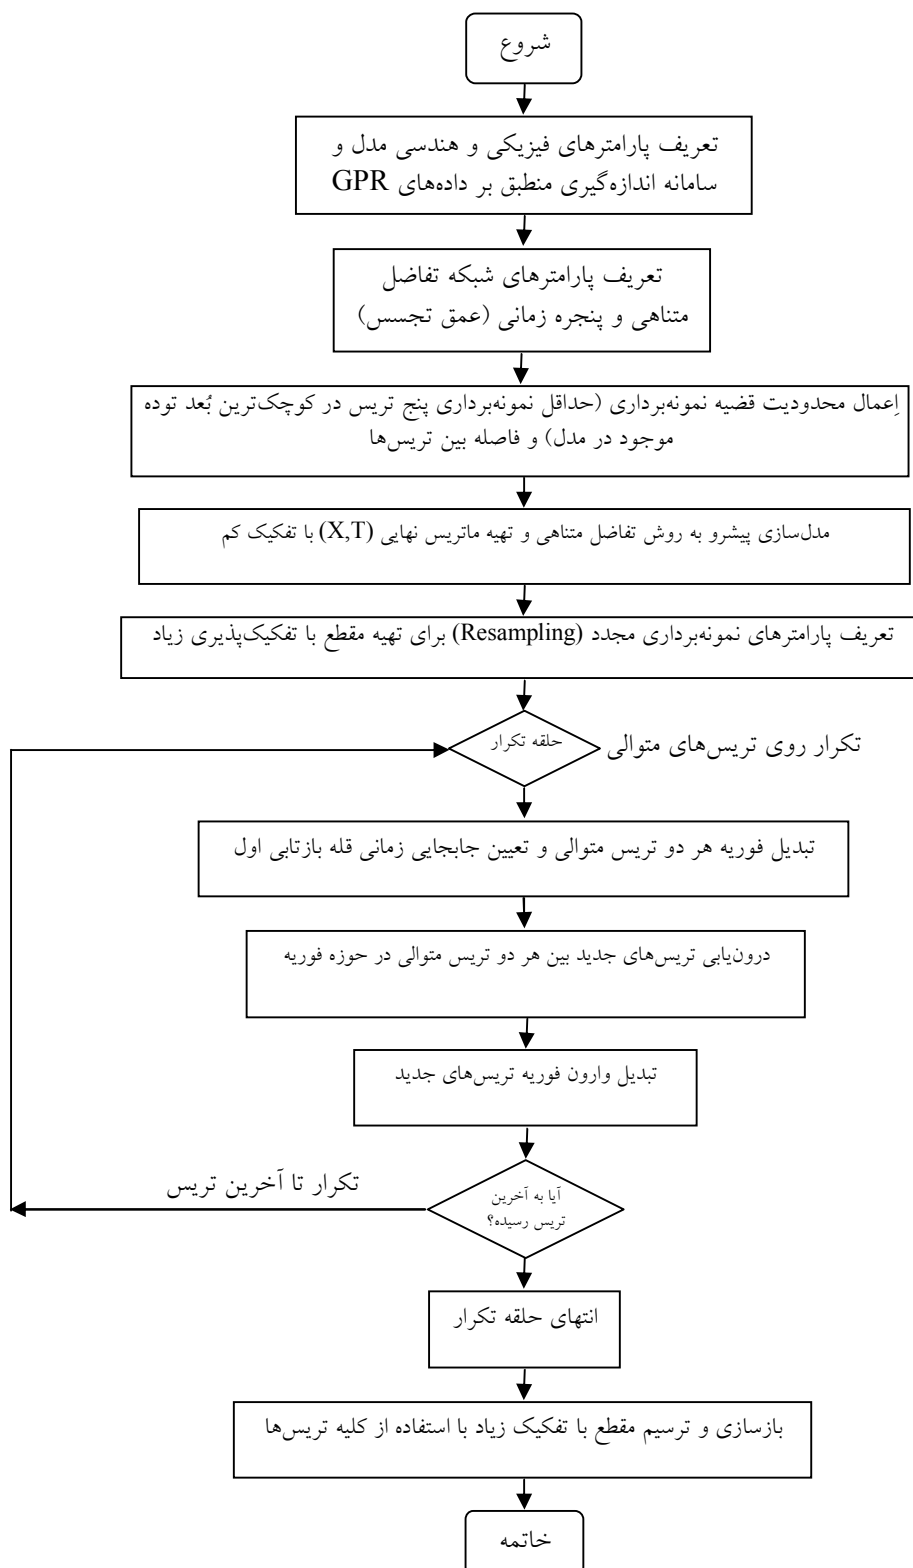 شروع
تعریف پارامترهای فیزیکی و هندسی مدل و
سامانه اندازه‌گیری منطبق بر داده‌های GPR
تعریف پارامترهای شبکه تفاضل
متناهی و پنجره زمانی (عمق تجسس)
اِعمال محدودیت قضیه نمونه‌برداری (حداقل نمونه‌برداری پنج تریس در کوچک‌ترین بُعد توده
موجود در مدل) و فاصله بین تریس‌ها
مدل‌سازی پیشرو به روش تفاضل متناهی و تهیه ماتریس نهایی (X,T) با تفکیک کم
تعریف پارامترهای نمونه‌برداری مجدد (Resampling) برای تهیه مقطع با تفکیک‌پذیری زیاد
حلقه تکرار
تکرار روی تریس‌های متوالی
تبدیل فوریه هر دو تریس متوالی و تعیین جابجایی زمانی قله بازتابی اول
درون‌یابی تریس‌های جدید بین هر دو تریس متوالی در حوزه فوریه
تبدیل وارون فوریه تریس‌های جدید
آیا به آخرین
تریس رسیده؟
تکرار تا آخرین تریس
انتهای حلقه تکرار
بازسازی و ترسیم مقطع با تفکیک زیاد با استفاده از کلیه تریس‌ها
خاتمه